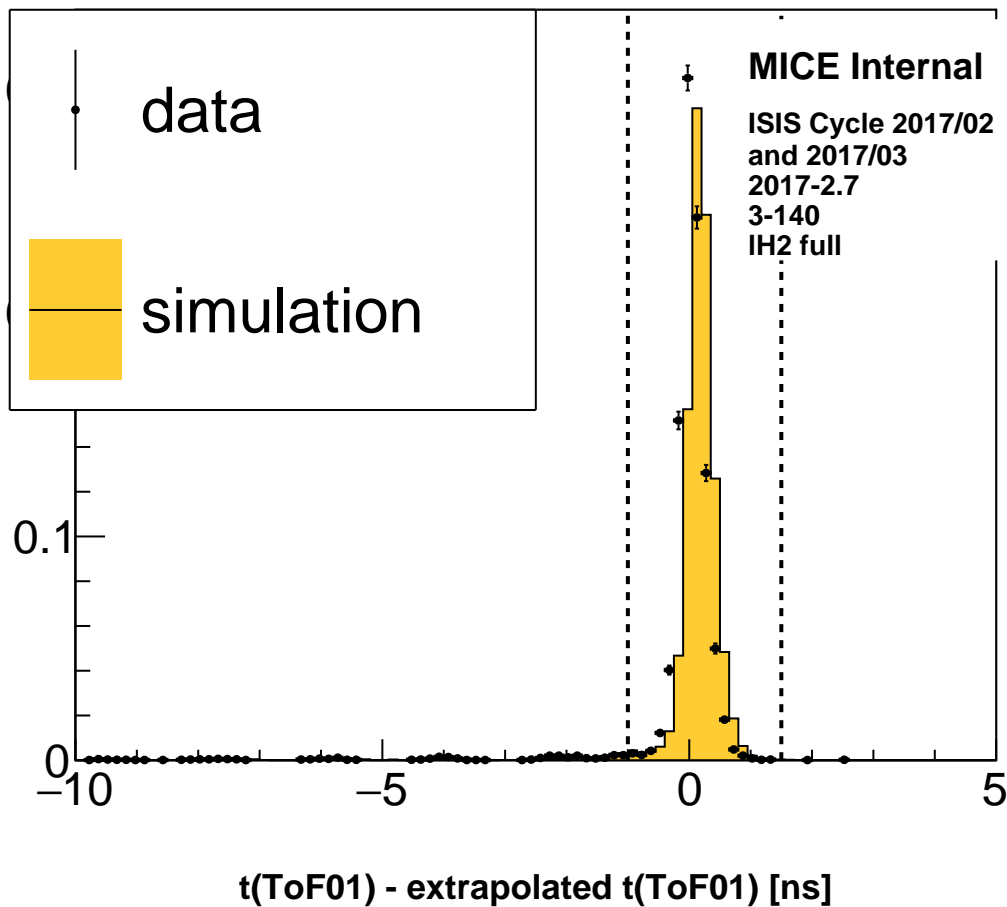 data
simulation
MICE Internal
ISIS Cycle 2017/02
and 2017/03
2017-2.7
3-140
IH2 full
0.1
0
−10
−5
0
5
t(ToF01) - extrapolated t(ToF01) [ns]